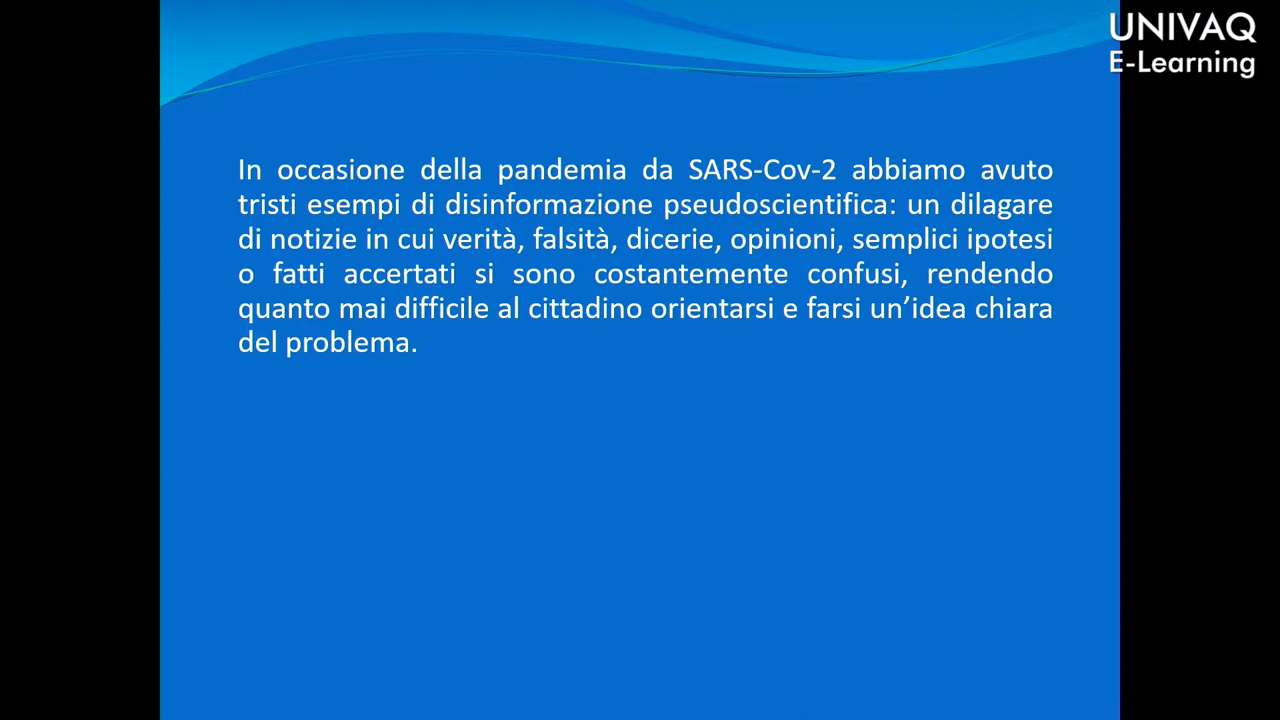 UNIVAQ
E-Learning
In occasione della pandemia da SARS-Cov-2 abbiamo avuto
tristi esempi di disinformazione pseudoscientifica: un dilagare
di notizie in cui verità, falsità, dicerie, opinioni, semplici ipotesi
o fatti accertati si sono costantemente confusi, rendendo
quanto mai difficile al cittadino orientarsi e farsi un’idea chiara
del problema.